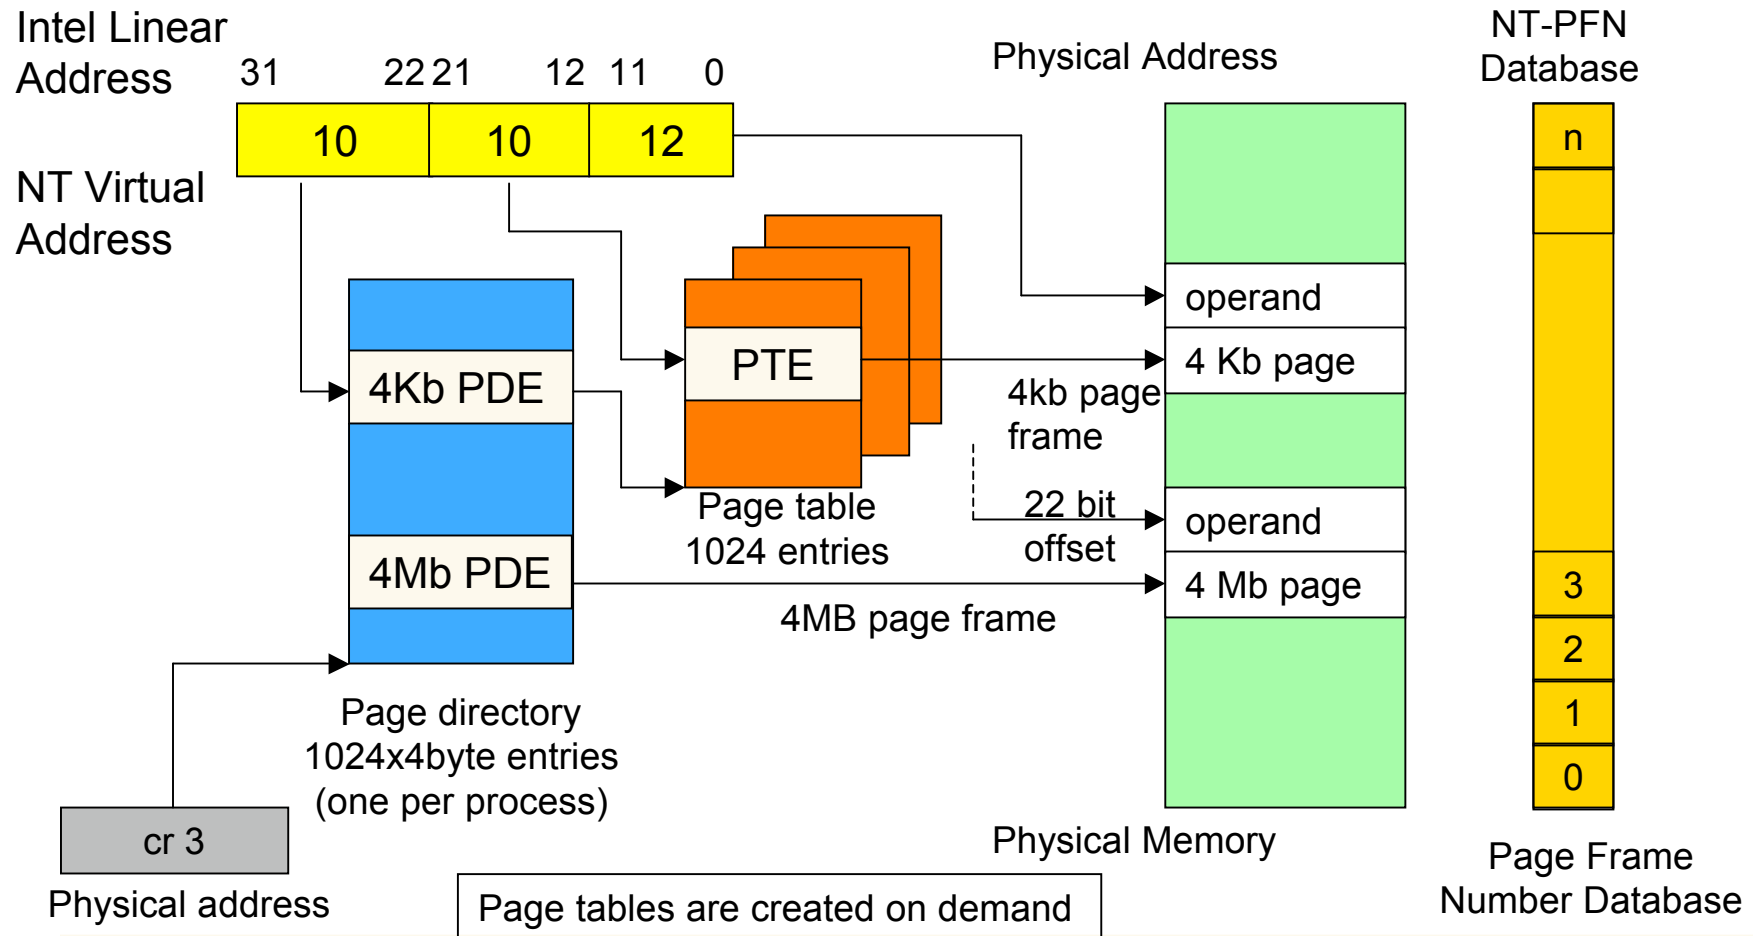 Intel Linear
Address
31
22
21
12
11
0
10
10
12
NT Virtual
Address
Physical Address
NT-PFN
Database
n
operand
4 Kb page
PTE
4Kb PDE
4kb page
frame
Page table
1024 entries
22 bit
offset
operand
4Mb PDE
4 Mb page
4MB page frame
3
2
1
0
Page directory
1024x4byte entries
(one per process)
cr 3
Physical address
Physical Memory
Page Frame
Number Database
Page tables are created on demand